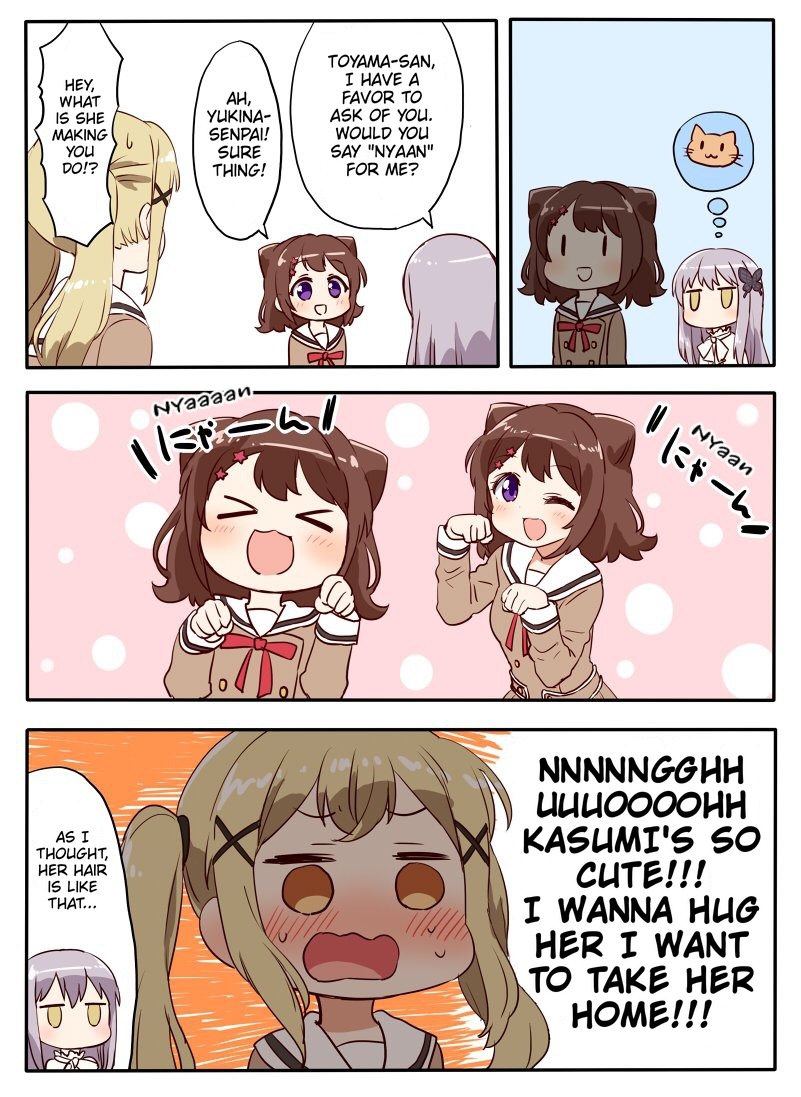 TOYAMA-SAN,
I HAVE A
FAVOR TO
ASK OF YOU.
WOULD YOU
SAY "NYAAN"
FOR ME?
AH,
YUKINA-
SENPAI!
SURE
THING!
HEY,
WHAT
IS SHE
MAKING
YOU
DO!?
NYaan
にゃーん
NYaaaan
にゃーん
NNNNNGGHH
UUUOOOOHH
KASUMI'S SO
CUTE!!!
I WANNA HUG
HER I WANT
TO TAKE HER
HOME!!!
AS I
THOUGHT,
HER HAIR
IS LIKE
THAT...